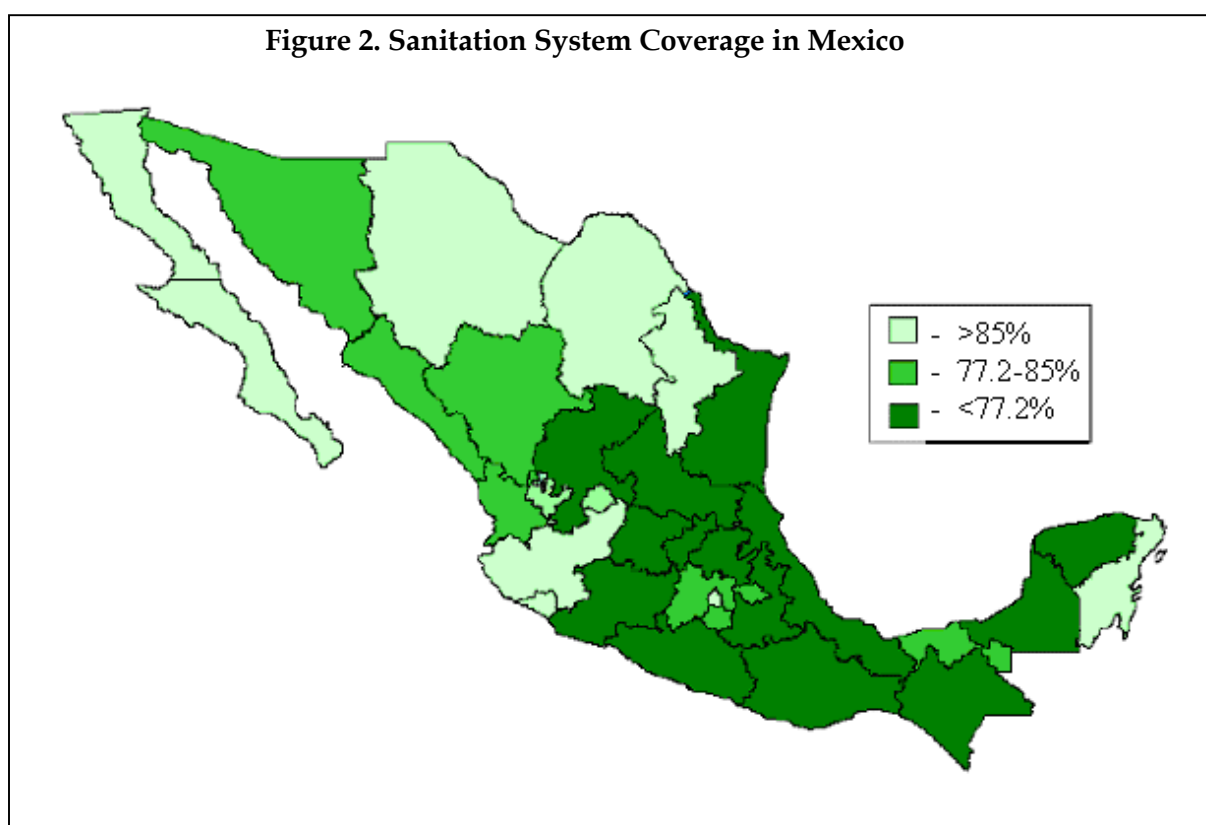 Figure 2. Sanitation System Coverage in Mexico
- >85%
- 77.2-85%
- <77.2%